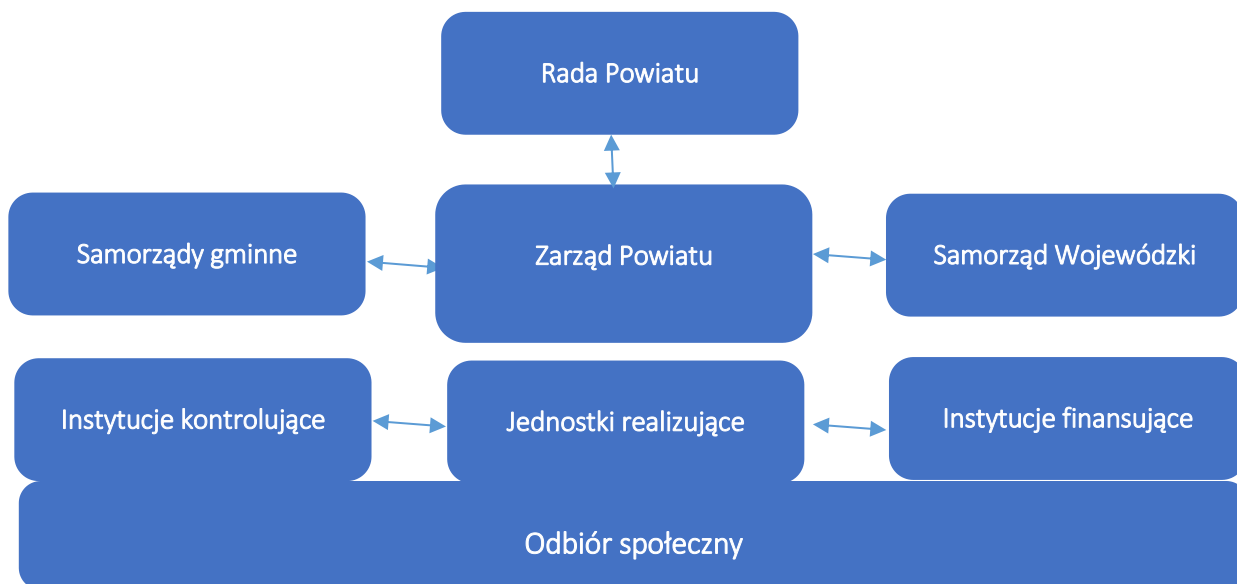 Rada Powiatu
Samorządy gminne
Zarząd Powiatu
Samorząd Wojewódzki
Instytucje kontrolujące
Jednostki realizujące
Instytucje finansujące
Odbiór społeczny